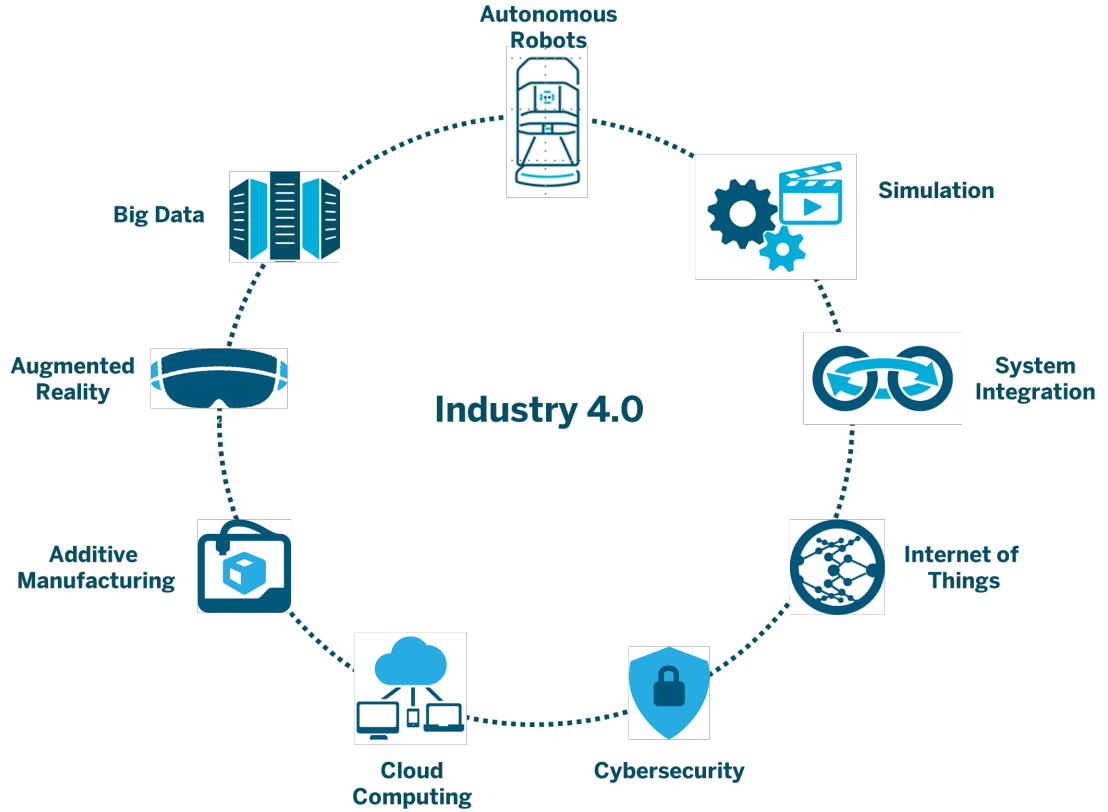 Autonomous
Robots
Simulation
Big Data
System
Integration
Augmented
Reality
Industry 4.0
Internet of
Things
Additive
Manufacturing
Cybersecurity
Cloud
Computing